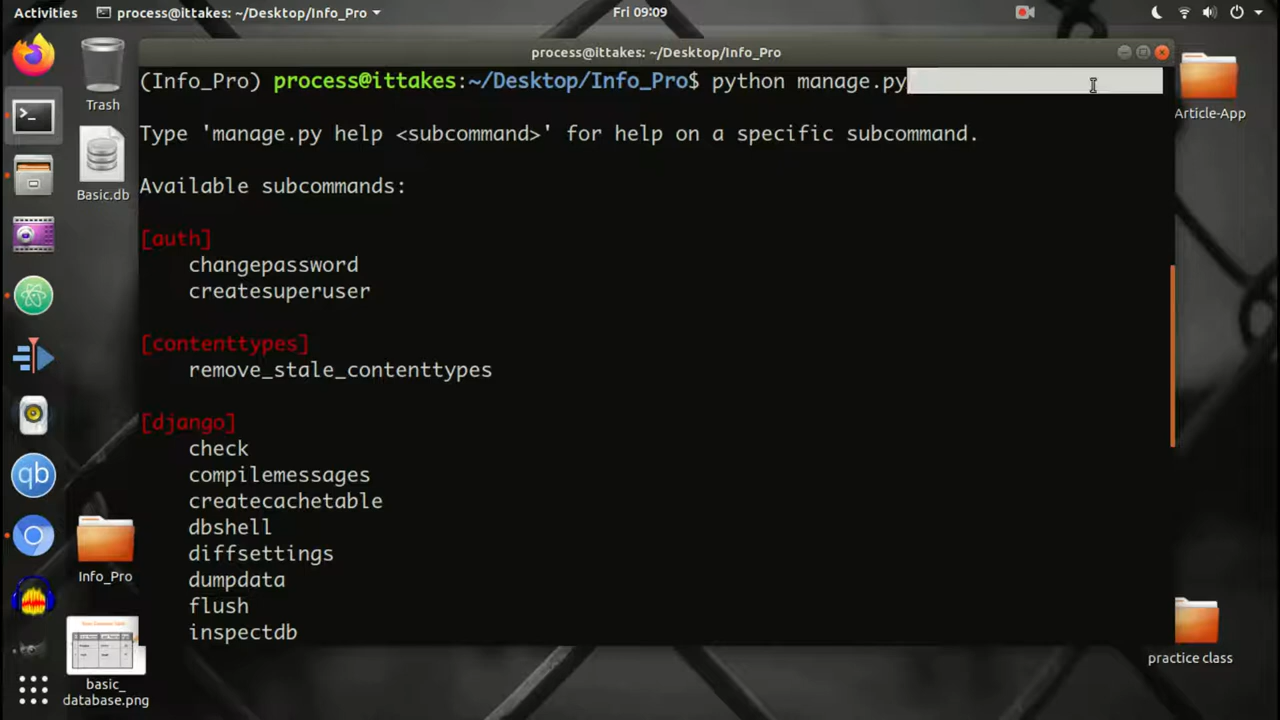 Activities
process@ittakes: ~/Desktop/Info_Pro
Fri 09:09
process@ittakes: ~/Desktop/Info_Pro
(Info_Pro) process@ittakes:~/Desktop/Info_Pro$ python manage.py
Type 'manage.py help <subcommand>' for help on a specific subcommand.
Available subcommands:
[auth]
changepassword
createsuperuser
[contenttypes]
remove_stale_contenttypes
[django]
check
compilemessages
createcachetable
dbshell
diffsettings
dumpdata
flush
inspectdb
Trash
Basic.db
qb
Info_Pro
basic_
database.png
Article-App
practice class